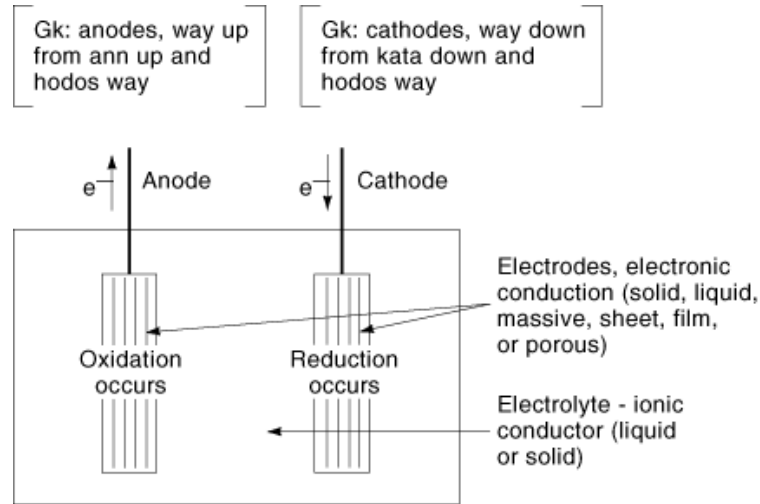 Gk: anodes, way up
from ann up and
hodos way
Gk: cathodes, way down
from kata down and
hodos way
e⁻
Anode
e⁻
Cathode
Electrodes, electronic
conduction (solid, liquid,
massive, sheet, film,
or porous)
Oxidation
occurs
Reduction
occurs
Electrolyte - ionic
conductor (liquid
or solid)